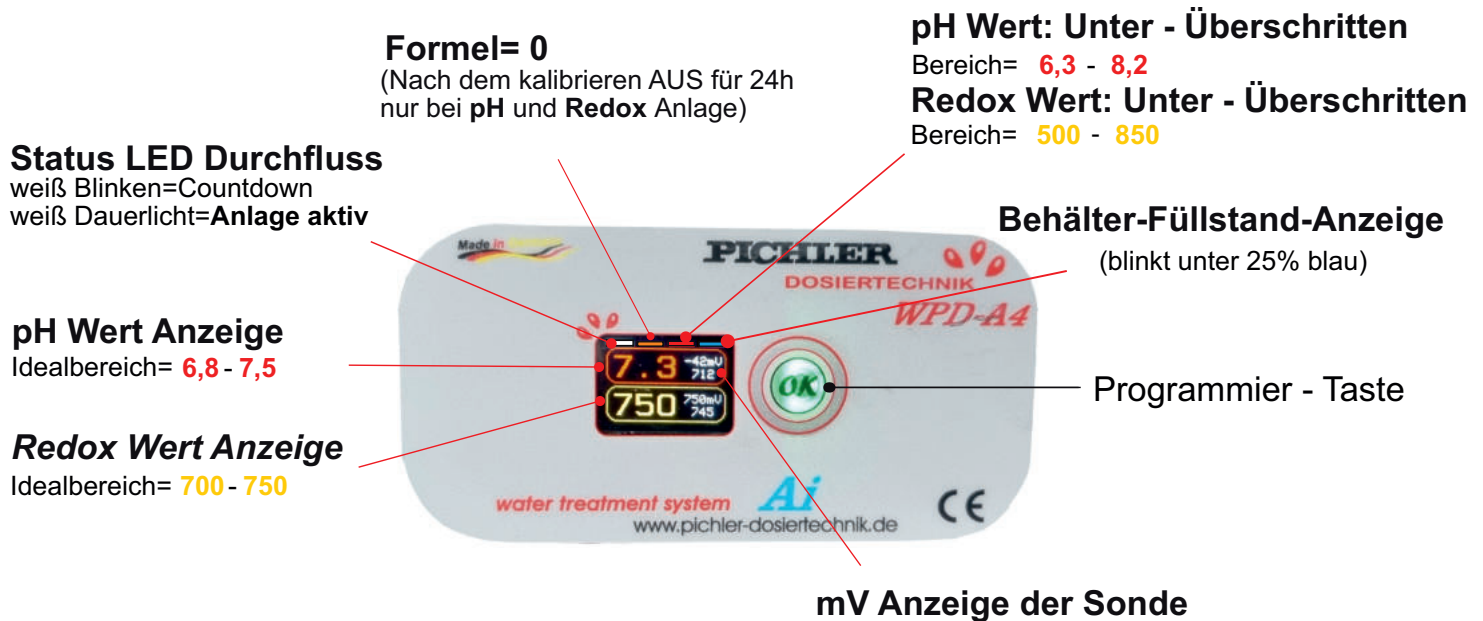 Formel= 0
(Nach dem kalibrieren AUS für 24h
nur bei pH und Redox Anlage)
pH Wert: Unter - Überschritten
Bereich= 6,3 - 8,2
Redox Wert: Unter - Überschritten
Bereich= 500 - 850
Status LED Durchfluss
weiß Blinken=Countdown
weiß Dauerlicht=Anlage aktiv
Behälter-Füllstand-Anzeige
(blinkt unter 25% blau)
pH Wert Anzeige
Idealbereich= 6,8 - 7,5
Redox Wert Anzeige
Idealbereich= 700 - 750
Made in
PICHLER
DOSIERTECHNIK
WPD-A4
7.3
-42mV
712
750
750mV
745
OK
Programmier - Taste
water treatment system
Ai
www.pichler-dosiertechnik.de
CE
mV Anzeige der Sonde